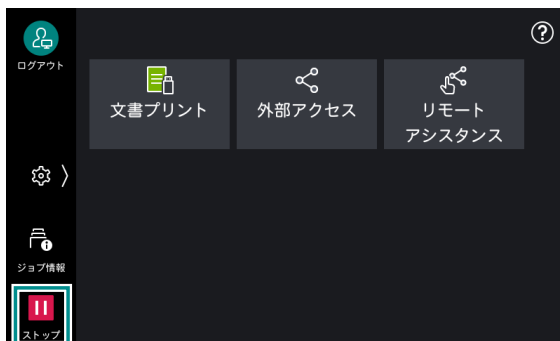 ログアウト
文書プリント
外部アクセス
リモート
アシスタンス
ジョブ情報
ストップ